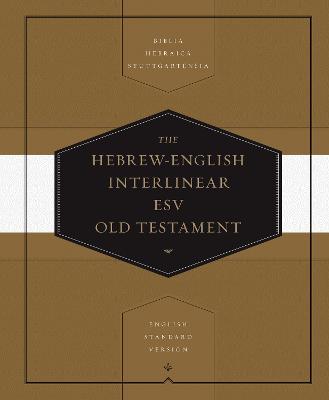 BIBLIA
HEBRAICA
STUTTGARTENSIA
THE
HEBREW-ENGLISH
INTERLINEAR
ESV
OLD TESTAMENT
ENGLISH
STANDARD
VERSION